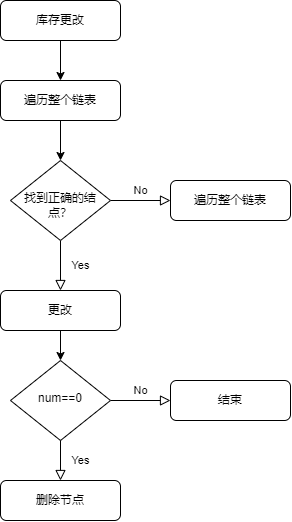 库存更改
遍历整个链表
找到正确的结
点?
No
遍历整个链表
Yes
更改
num==0
No
结束
Yes
删除节点